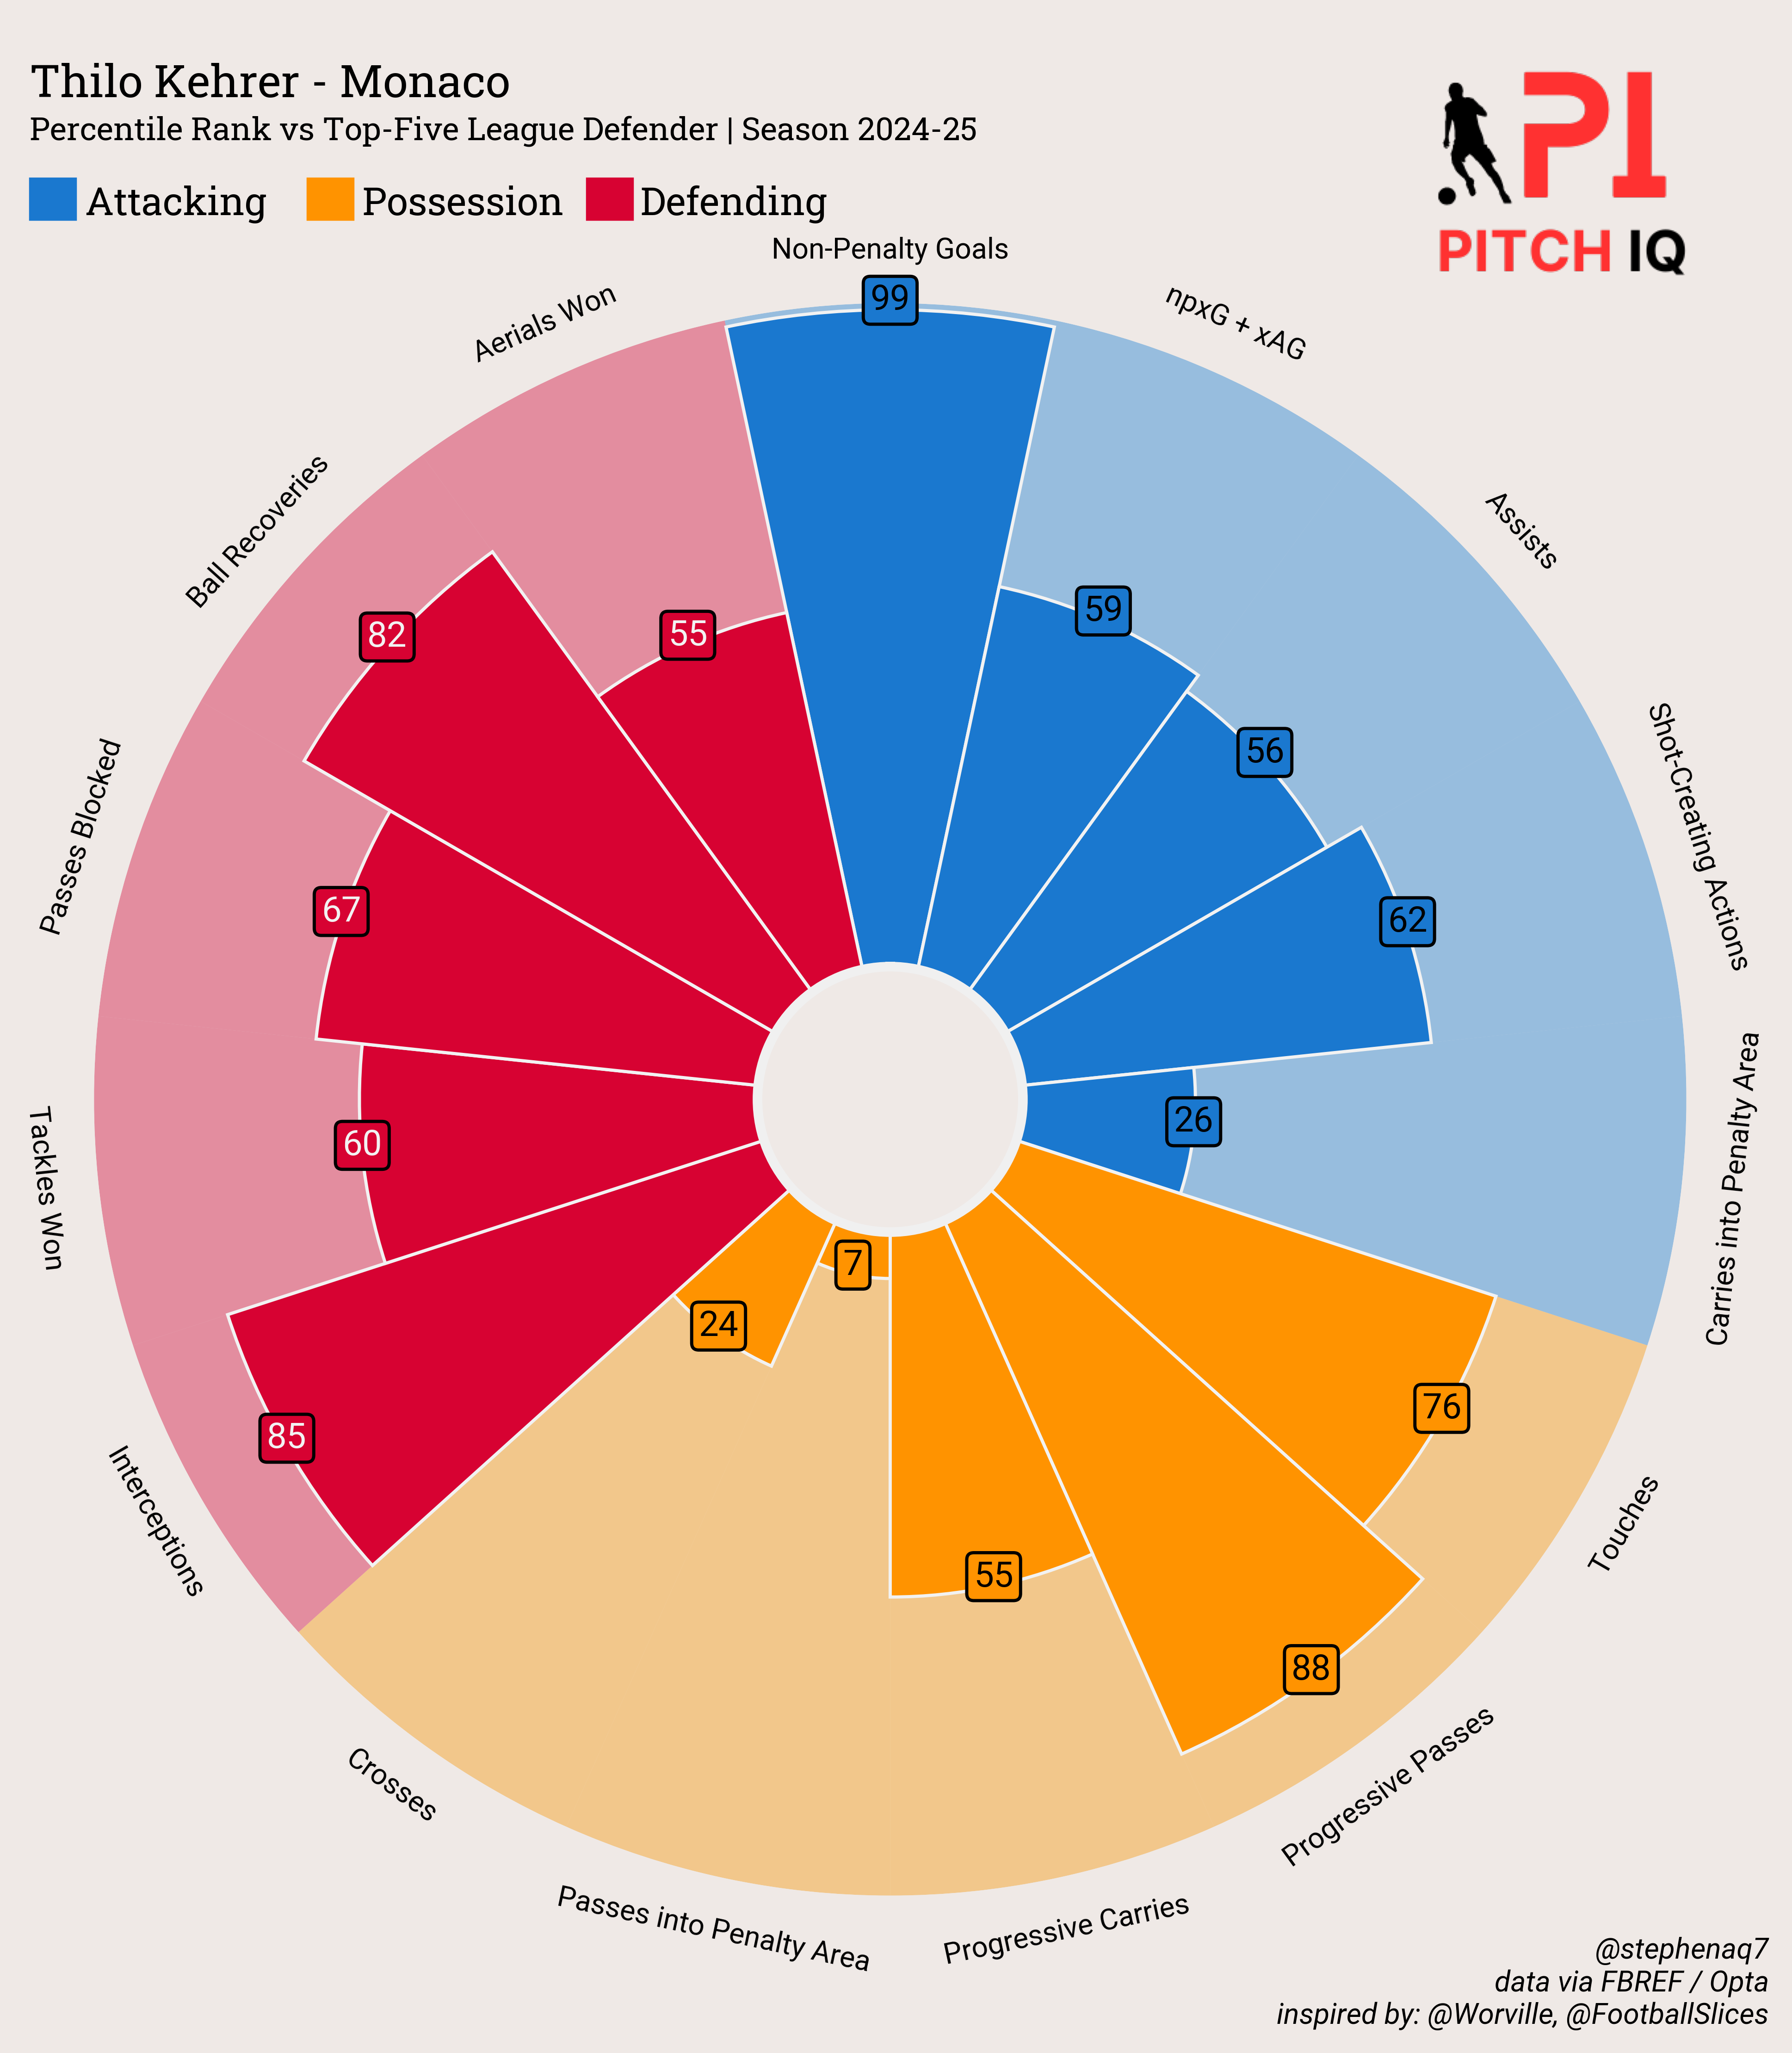 Thilo Kehrer - Monaco
Percentile Rank vs Top-Five League Defender | Season 2024-25
Attacking Possession Defending
PI
PITCH IQ
Non-Penalty Goals
99
npxG + xAG
59
Assists
56
Shot-Creating Actions
62
Carries into Penalty Area
26
Touches
76
Progressive Passes
88
Progressive Carries
55
Passes into Penalty Area
7
Crosses
24
Interceptions
85
Tackles Won
60
Passes Blocked
67
Ball Recoveries
82
Aerials Won
55
@stephenaq7
data via FBREF / Opta
inspired by: @Worville, @FootballSlices